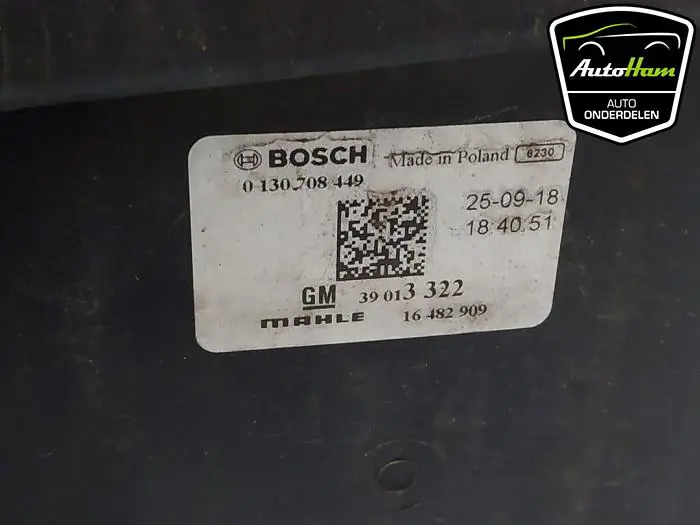 AutoHam
AUTO
ONDERDELEN
BOSCH Made in Poland 6230
0 130.708 449
25-09-18
18:40:51
GM 39 013 322
MAHLE 16 482 909